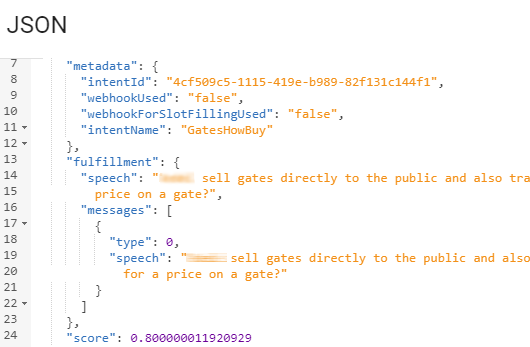 JSON
7 "metadata": {
8 "intentId": "4cf509c5-1115-419e-b989-82f131c144f1",
9 "webhookUsed": "false",
10 "webhookForSlotFillingUsed": "false",
11 "intentName": "GatesHowBuy"
12 },
13 "fulfillment": {
14 "speech": " sell gates directly to the public and also tra
15 price on a gate?",
16 "messages": [
17 {
18 "type": 0,
19 "speech": " sell gates directly to the public and also
20 for a price on a gate?"
21 }
22 ]
23 },
24 "score": 0.800000011920929